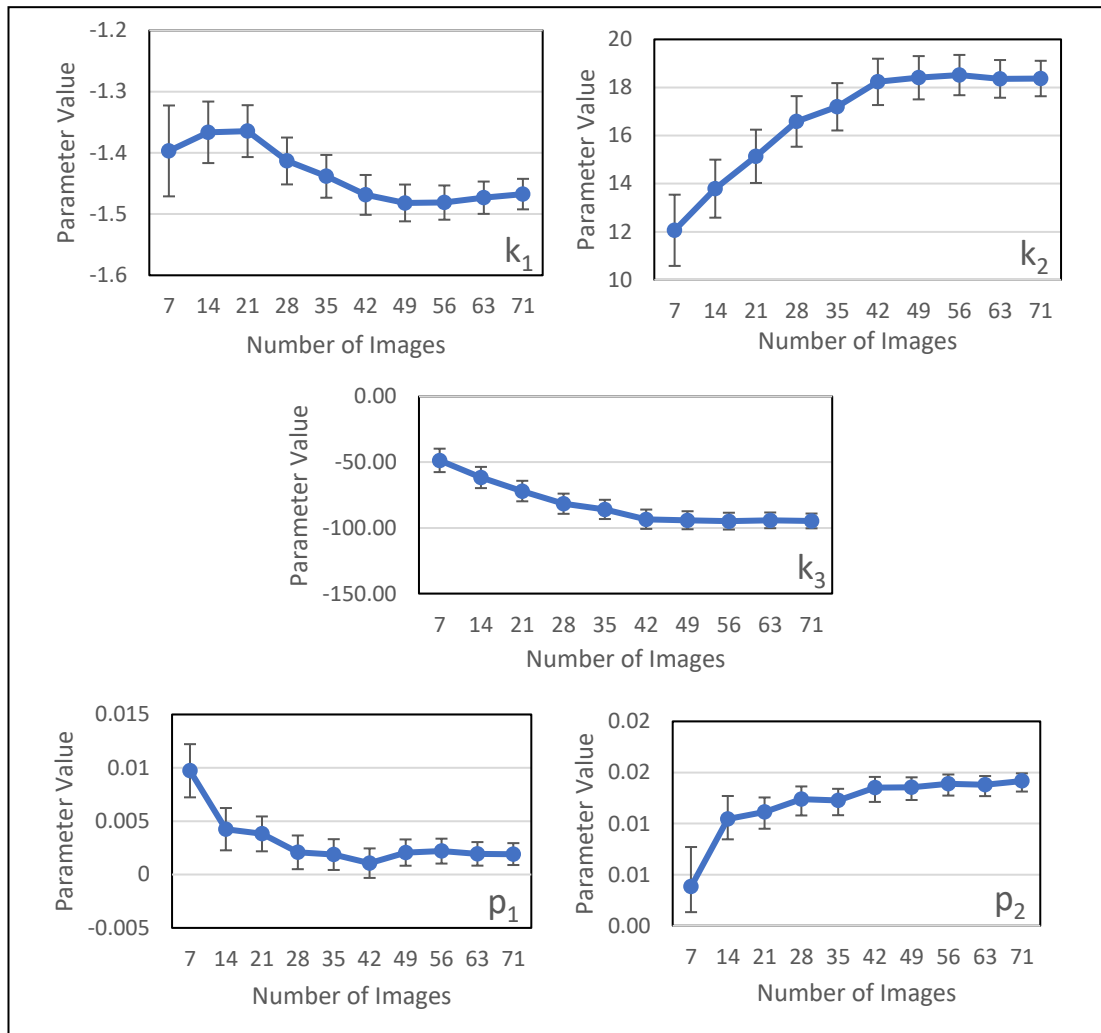 -1.2
-1.3
-1.4
-1.5
-1.6
Parameter Value
7 14 21 28 35 42 49 56 63 71
Number of Images
k₁
20
18
16
14
12
10
Parameter Value
7 14 21 28 35 42 49 56 63 71
Number of Images
k₂
0.00
-50.00
-100.00
-150.00
Parameter Value
7 14 21 28 35 42 49 56 63 71
Number of Images
k₃
0.015
0.01
0.005
0
-0.005
Parameter Value
7 14 21 28 35 42 49 56 63 71
Number of Images
p₁
0.02
0.02
0.01
0.01
0.00
Parameter Value
7 14 21 28 35 42 49 56 63 71
Number of Images
p₂